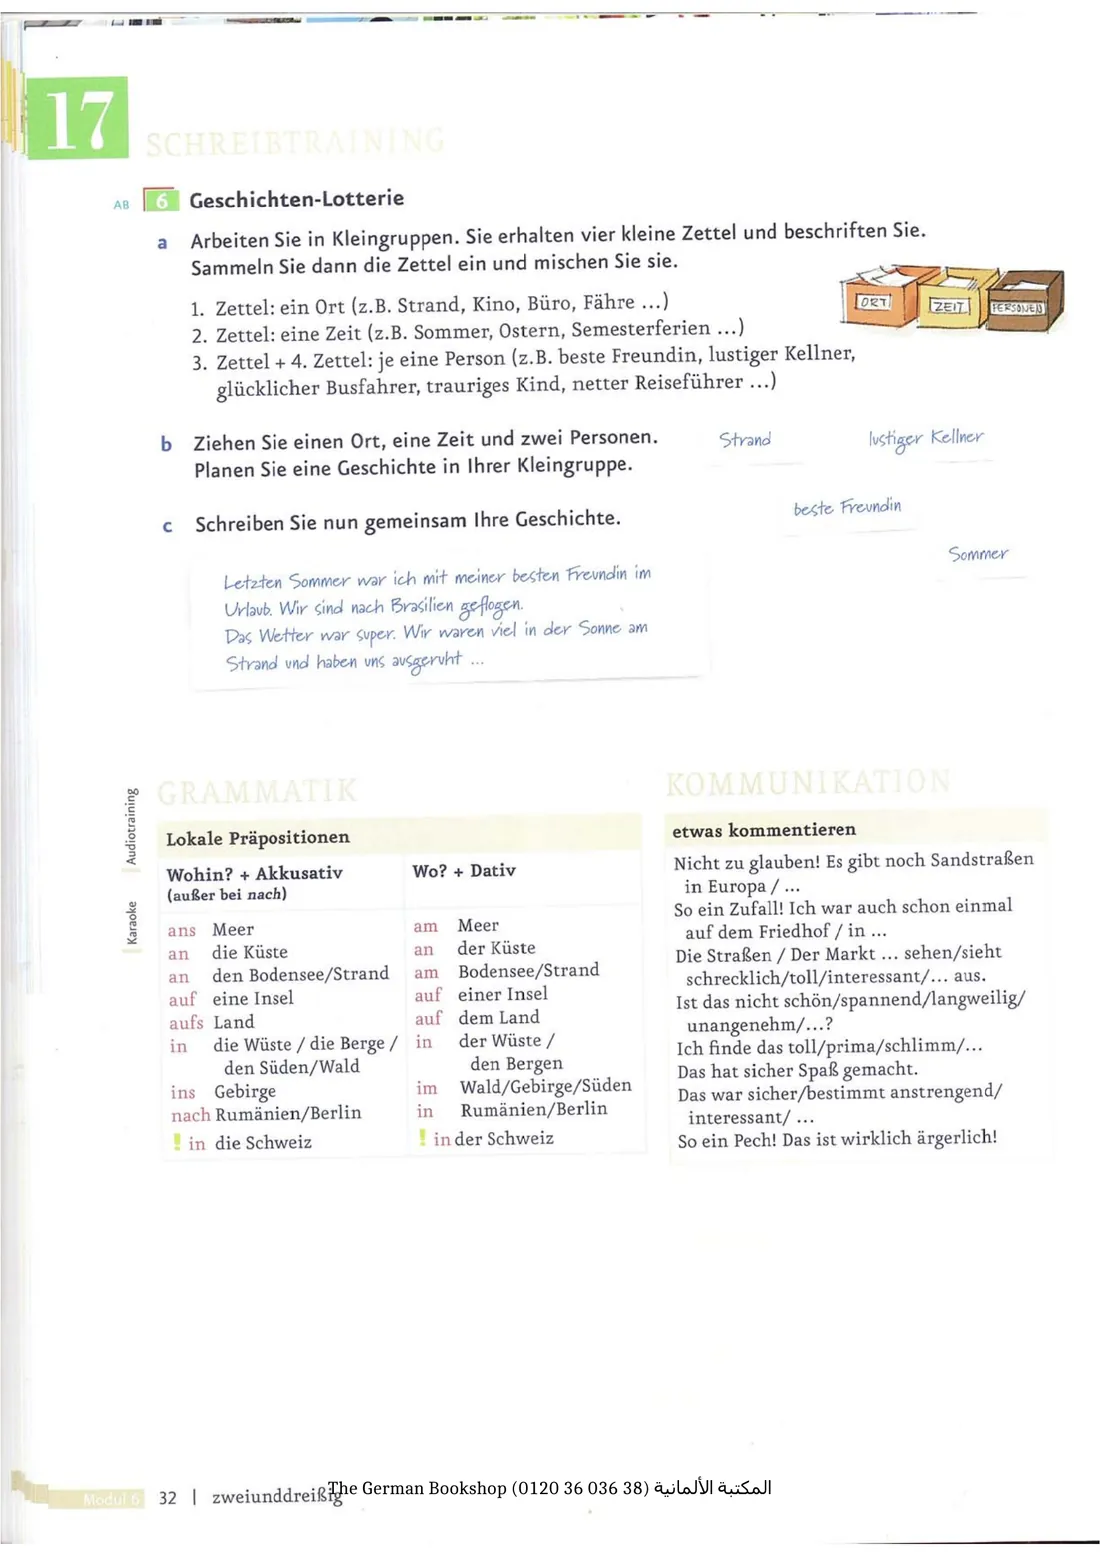 17
SCHREIBTRAINING
AB 6 Geschichten-Lotterie
a Arbeiten Sie in Kleingruppen. Sie erhalten vier kleine Zettel und beschriften Sie.
Sammeln Sie dann die Zettel ein und mischen Sie sie.
1. Zettel: ein Ort (z.B. Strand, Kino, Büro, Fähre ...)
2. Zettel: eine Zeit (z.B. Sommer, Ostern, Semesterferien ...)
3. Zettel + 4. Zettel: je eine Person (z.B. beste Freundin, lustiger Kellner,
glücklicher Busfahrer, trauriges Kind, netter Reiseführer ...)
ORT ZEIT PERSONEN
b Ziehen Sie einen Ort, eine Zeit und zwei Personen.
Planen Sie eine Geschichte in Ihrer Kleingruppe.
Strand
lustiger Kellner
beste Freundin
Sommer
c Schreiben Sie nun gemeinsam Ihre Geschichte.
Letzten Sommer war ich mit meiner besten Freundin im
Urlaub. Wir sind nach Brasilien geflogen.
Das Wetter war super. Wir waren viel in der Sonne am
Strand und haben uns ausgeruht ...
Audiotraining
Karaoke
GRAMMATIK
Lokale Präpositionen
Wohin? + Akkusativ
(außer bei nach)
Wo? + Dativ
ans Meer am Meer
an die Küste an der Küste
an den Bodensee/Strand am Bodensee/Strand
auf eine Insel auf einer Insel
aufs Land auf dem Land
in die Wüste / die Berge / in der Wüste /
den Süden/Wald den Bergen
ins Gebirge im Wald/Gebirge/Süden
nach Rumänien/Berlin in Rumänien/Berlin
! in die Schweiz ! in der Schweiz
KOMMUNIKATION
etwas kommentieren
Nicht zu glauben! Es gibt noch Sandstraßen
in Europa / ...
So ein Zufall! Ich war auch schon einmal
auf dem Friedhof / in ...
Die Straßen / Der Markt ... sehen/sieht
schrecklich/toll/interessant/... aus.
Ist das nicht schön/spannend/langweilig/
unangenehm/...?
Ich finde das toll/prima/schlimm/...
Das hat sicher Spaß gemacht.
Das war sicher/bestimmt anstrengend/
interessant/ ...
So ein Pech! Das ist wirklich ärgerlich!
Modul 6 32 | zweiunddreißig
The German Bookshop (0120 36 036 38) المكتبة الألمانية